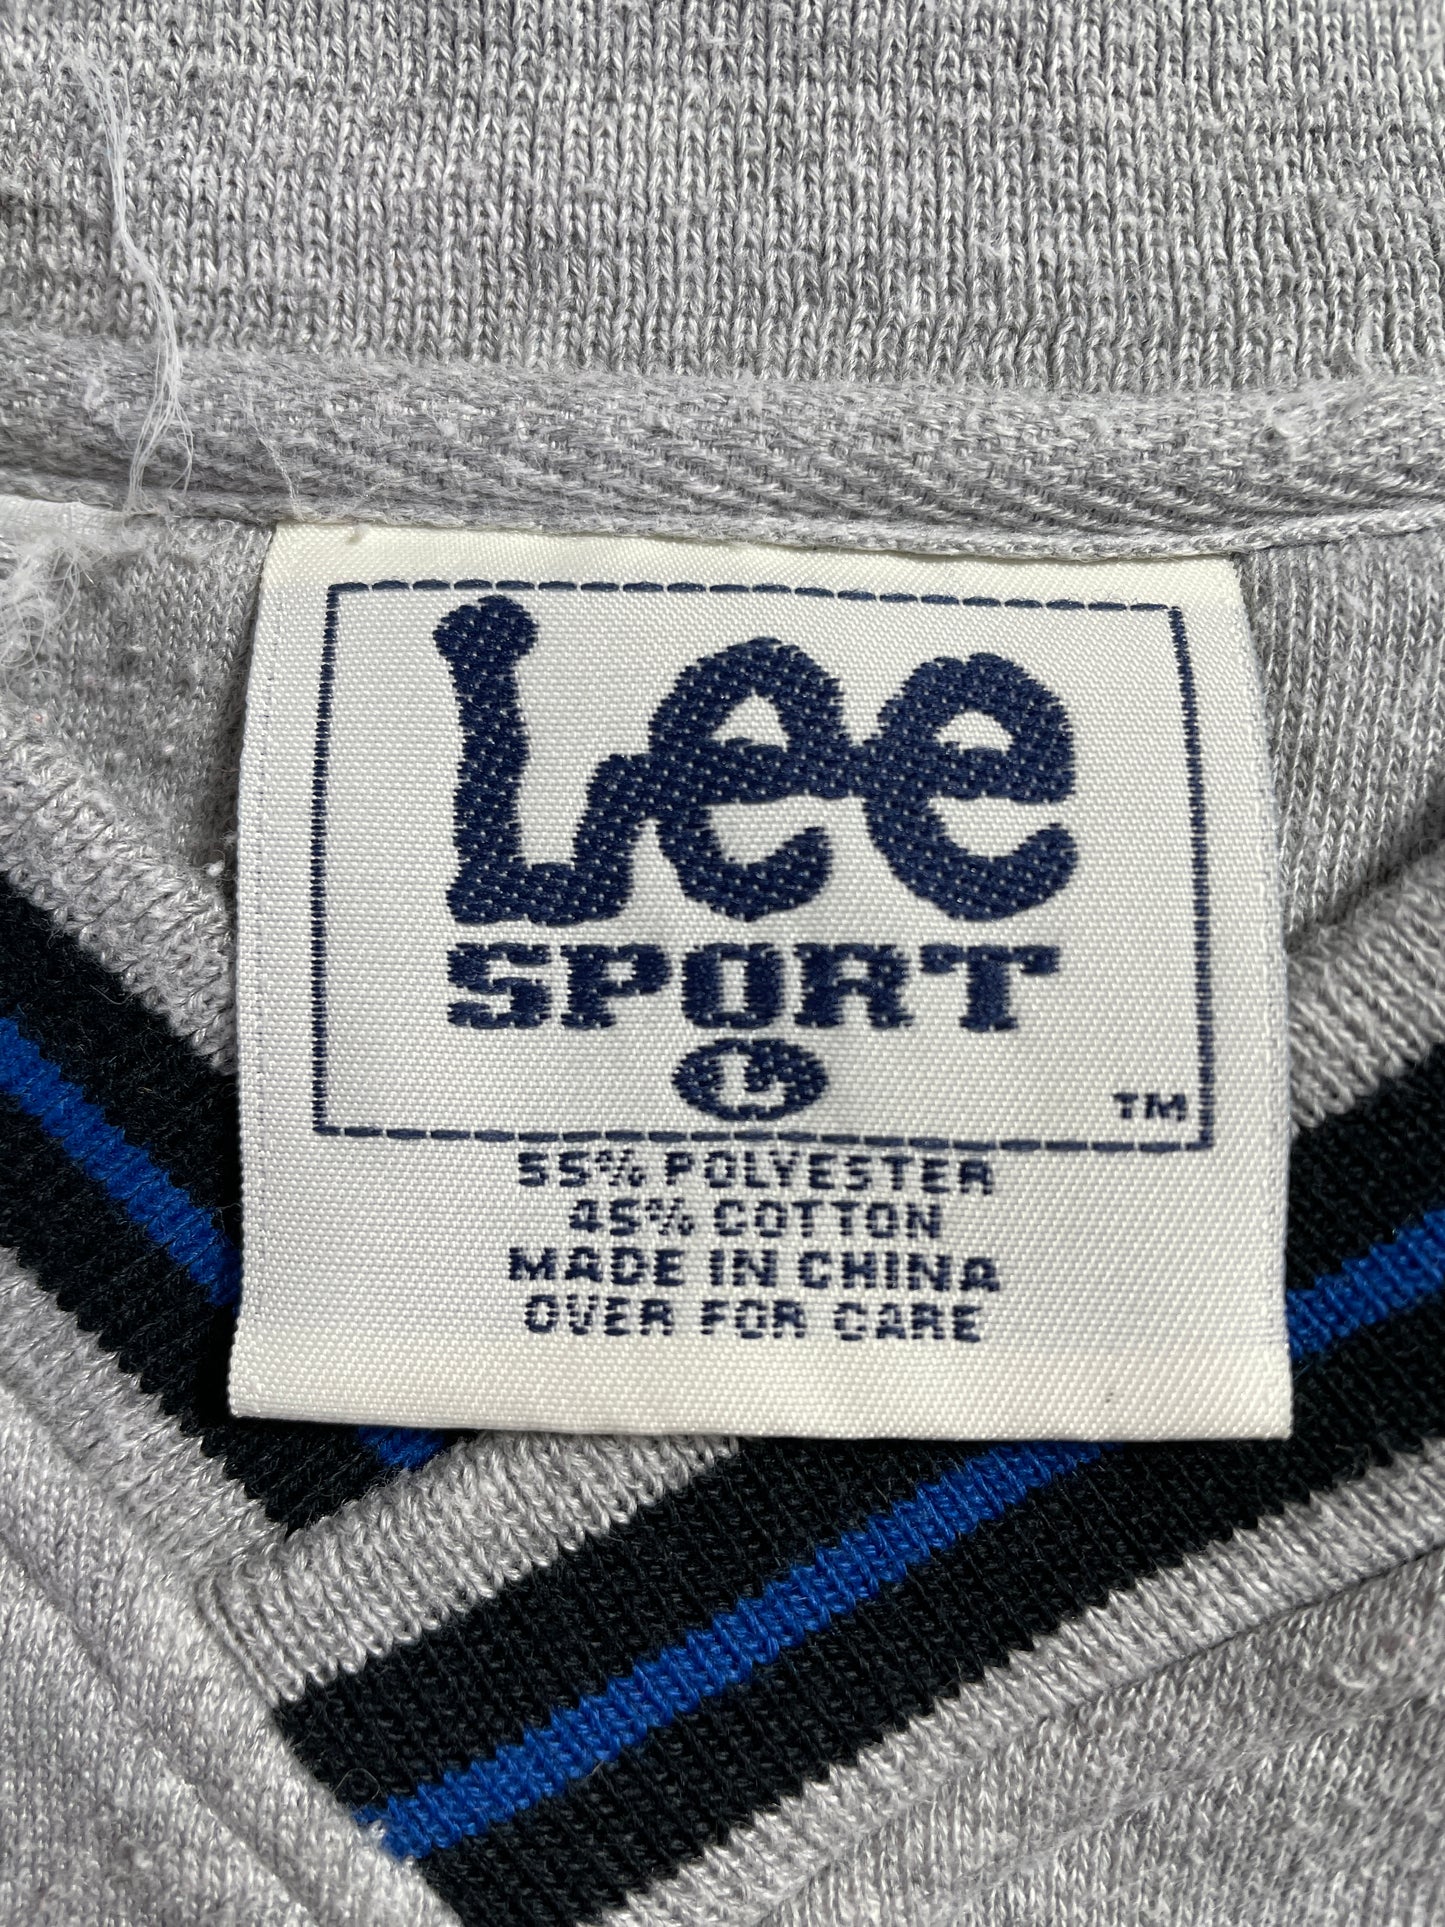 Lee
SPORT
L
TM
55% POLYESTER
45% COTTON
MADE IN CHINA
OVER FOR CARE